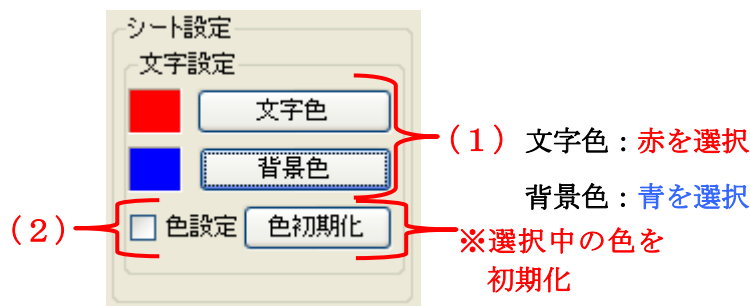 シート設定
文字設定
文字色
背景色
色設定 色初期化
(1) 文字色：赤を選択
背景色：青を選択
(2)
※選択中の色を
初期化